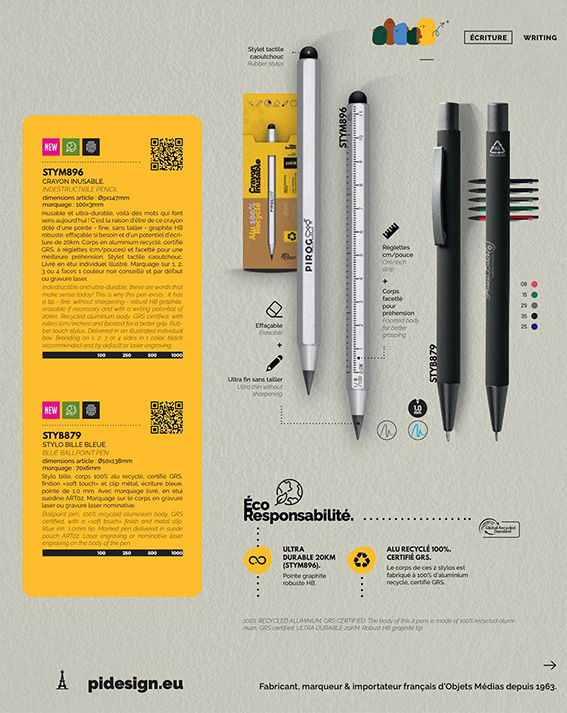 ÉCRITURE
WRITING
Stylet tactile
caoutchouc
Rubber stylus
NEW
STYM896
CRAYON INUSABLE.
INDESTRUCTIBLE PENCIL
dimensions article : Ø9x147mm
marquage : 100x3mm
Inusable et ultra-durable, voilà des mots qui font
sens aujourd'hui ! C'est la raison d'être de ce crayon
doté d'une pointe - fine, sans tailler - graphite HB
robuste, effaçable si besoin et d'un potentiel d'écri-
ture de 20km. Corps en aluminium recyclé, certifié
GRS, à réglettes (cm/pouces) et facetté pour une
meilleure préhension. Stylet tactile caoutchouc.
Livré en étui individuel illustré. Marquage sur 1, 2,
3 ou 4 faces 1 couleur noir conseillé et par défaut
ou gravure laser.
Indestructible and ultra-durable, these are words that
make sense today! This is why this pen exists : it has
a tip - fine, without sharpening - robust HB graphite,
erasable if necessary and with a writing potential of
20km. Recycled aluminum body, GRS certified, with
rulers (cm/inches) and faceted for a better grip. Rub-
ber touch stylus. Delivered in an illustrated individual
box. Branding on 1, 2, 3 or 4 sides in 1 color, black
recommended and by default or laser engraving.
100 250 500 1000
NEW
STYB879
STYLO BILLE BLEUE.
BLUE BALLPOINT PEN
dimensions article : Ø10x138mm
marquage : 70x6mm
Stylo bille, corps 100% alu recyclé, certifié GRS,
finition «soft touch» et clip métal, écriture bleue,
pointe de 1.0 mm. Avec marquage livré, en étui
suédine ART02. Marquage sur le corps en gravure
laser ou gravure laser nominative.
Ballpoint pen, 100% recycled aluminium body, GRS
certified, with a «soft touch» finish and metal clip.
Blue ink, 1.0mm tip. Marked pen delivered in suede
pouch ART02. Laser engraving or nominative laser
engraving on the body of the pen.
100 250 500 1000
Crayon
inusable
Alu 100%
Recyclé
PIROG
STYM896
Réglettes
cm/pouce
Cm/inch
strip
+
Corps
facetté
pour
préhension
Faceted body
for better
grasping
Effaçable
Erasable
+
Ultra fin sans tailler
Ultra thin without
sharpening
STYB879
AL
1.0
mm
08
15
29
35
25
Éco
Responsabilité.
Global Recycled
Standard
ULTRA
DURABLE 20KM
(STYM896).
Pointe graphite
robuste HB.
ALU RECYCLÉ 100%.
CERTIFIÉ GRS.
Le corps de ces 2 stylos est
fabriqué à 100% d'aluminium
recyclé, certifié GRS.
100% RECYCLED ALUMINUM. GRS CERTIFIED. The body of this 2 pens is made of 100% recycled alumi-
nium, GRS certified. ULTRA DURABLE 20KM. Robust HB graphite tip.
pidesign.eu
Fabricant, marqueur & importateur français d'Objets Médias depuis 1963.